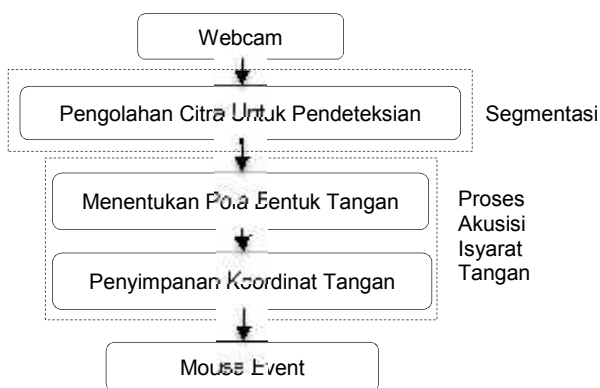 Webcam
Pengolahan Citra Untuk Pendeteksian
Segmentasi
Menentukan Pola Bentuk Tangan
Penyimpanan Koordinat Tangan
Proses
Akusisi
Isyarat
Tangan
Mouse Event